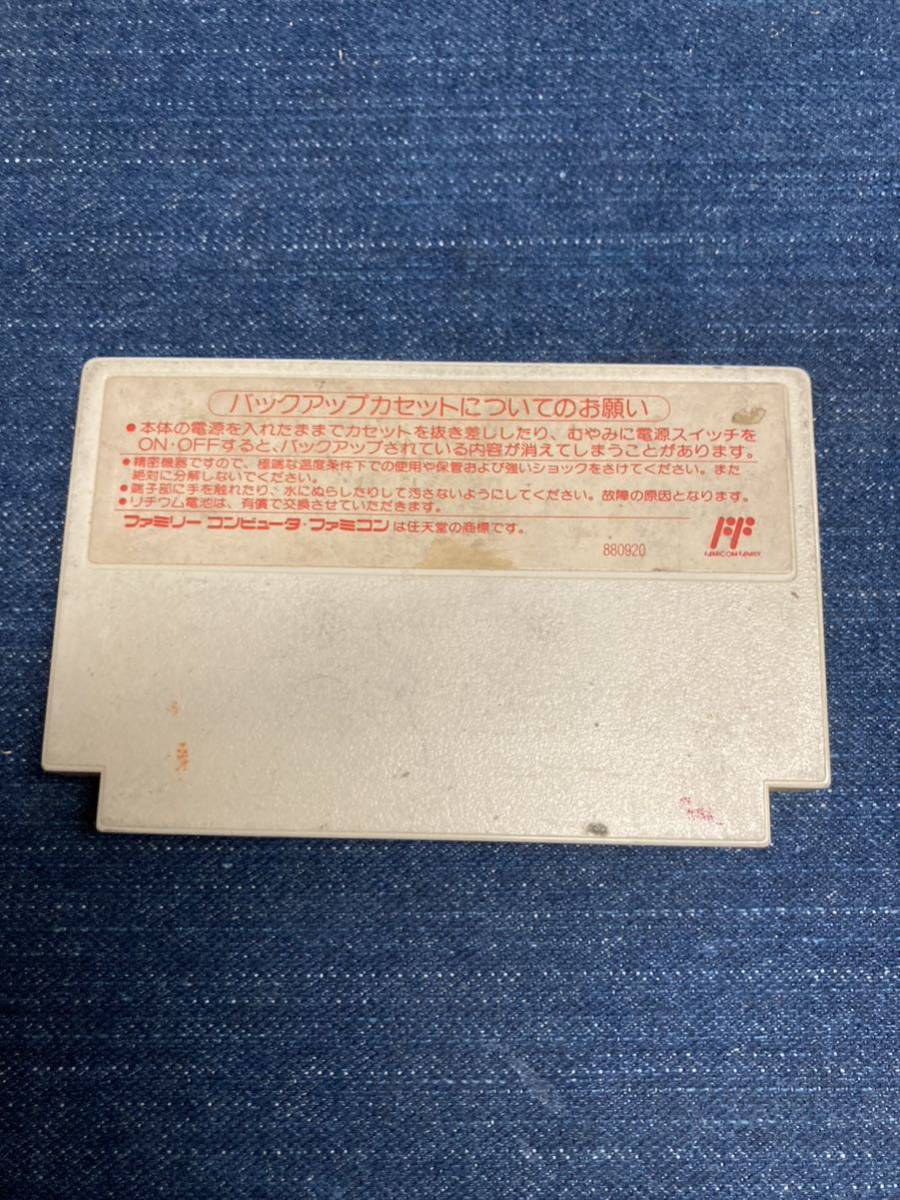 バックアップカセットについてのお願い
●本体の電源を入れたままでカセットを抜き差ししたり、むやみに電源スイッチを
ON・OFFすると、バックアップされている内容が消えてしまうことがあります。
●精密機器ですので、極端な温度条件下での使用や保管および強いショックをさけてください。また
絶対に分解しないでください。
●端子部に手を触れたり、水にぬらしたりして汚さないようにしてください。故障の原因となります。
●リチウム電池は、有償で交換させていただきます。
ファミリー コンピュータ・ファミコンは任天堂の商標です。
880920
FAMICOM FAMILY